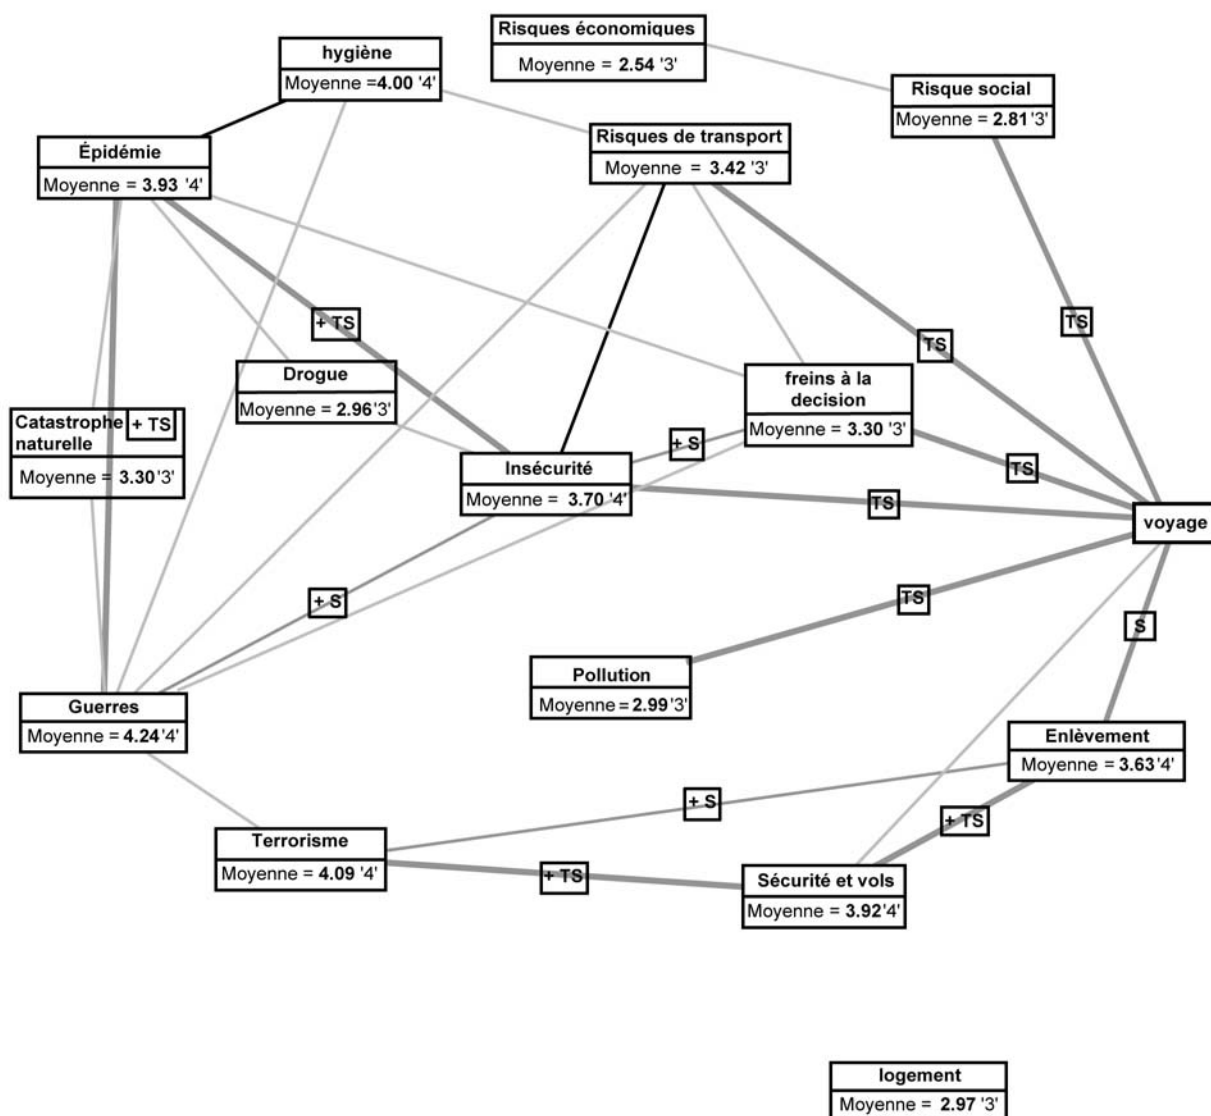 Risques économiques
Moyenne = 2.54 '3'
hygiène
Moyenne =4.00 '4'
Risque social
Moyenne = 2.81 '3'
Risques de transport
Moyenne = 3.42 '3'
Épidémie
Moyenne = 3.93 '4'
+ TS
TS
TS
Drogue
Moyenne = 2.96 '3'
freins à la
decision
Moyenne = 3.30 '3'
Catastrophe
naturelle
+ TS
Moyenne = 3.30 '3'
+ S
Insécurité
Moyenne = 3.70 '4'
TS
TS
voyage
+ S
TS
S
Pollution
Moyenne = 2.99 '3'
Guerres
Moyenne = 4.24 '4'
Enlèvement
Moyenne = 3.63 '4'
+ S
+ TS
Terrorisme
Moyenne = 4.09 '4'
+ TS
Sécurité et vols
Moyenne = 3.92 '4'
logement
Moyenne = 2.97 '3'